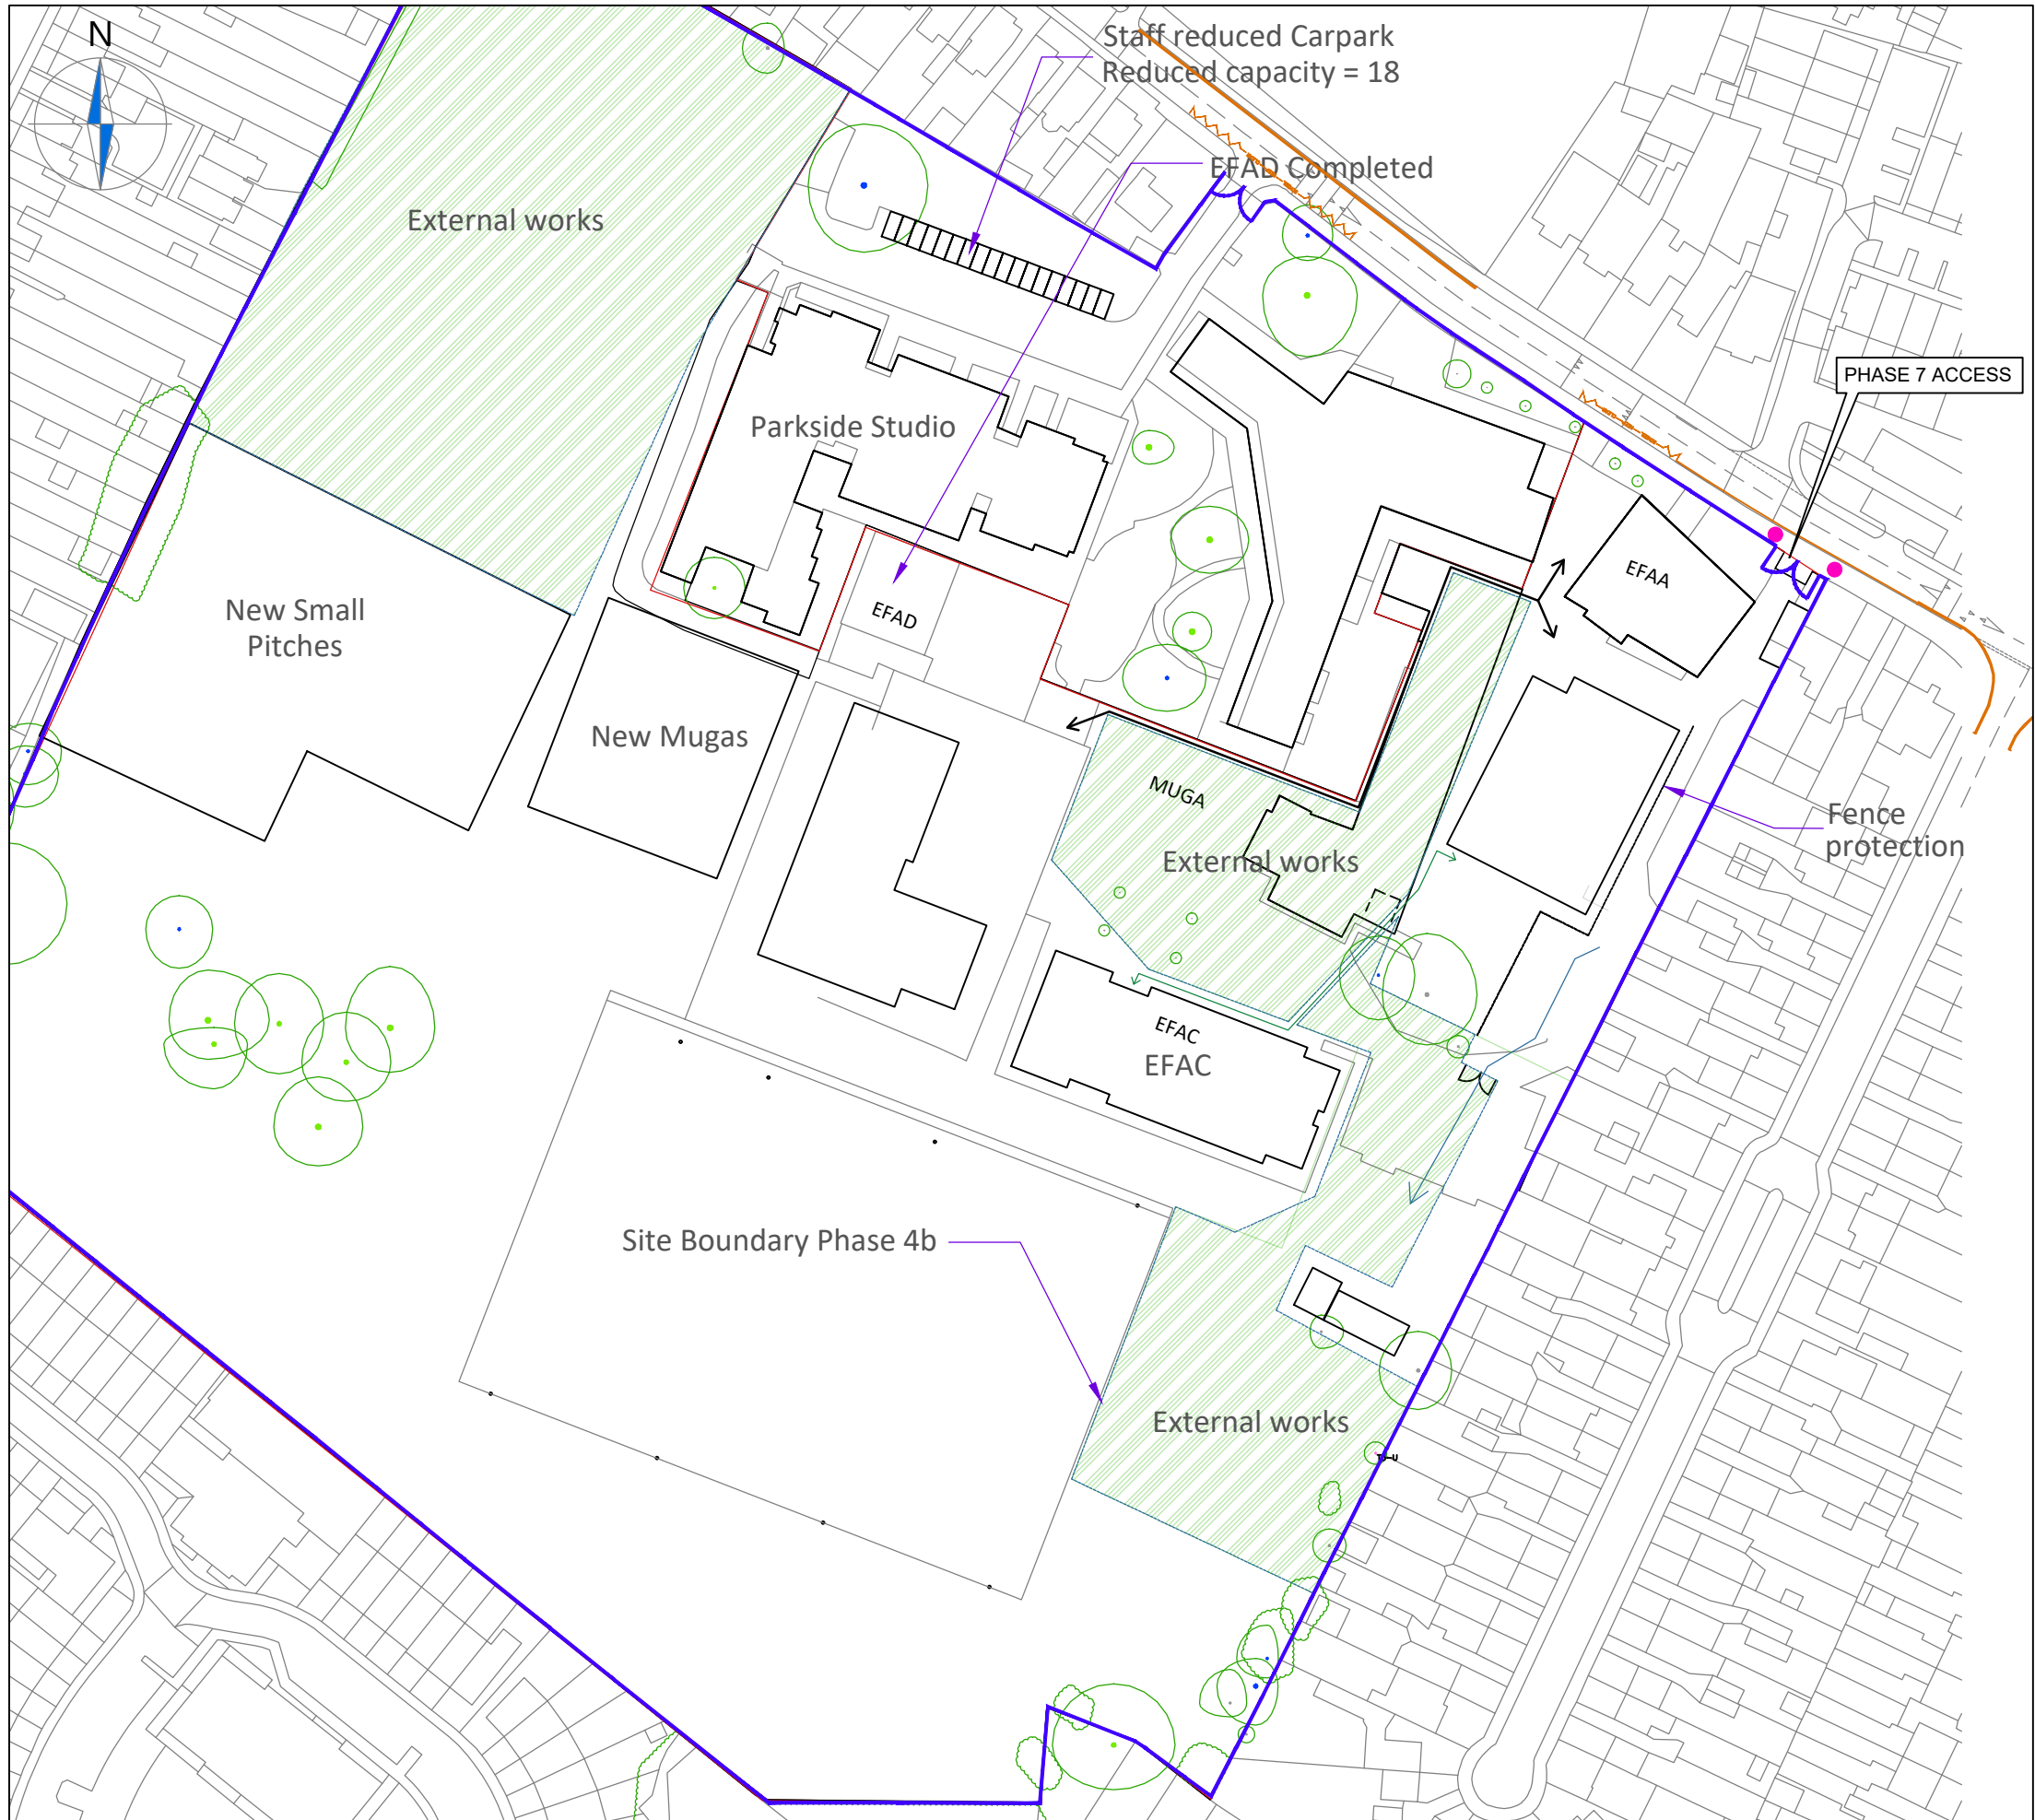 N
Staff reduced Carpark
Reduced capacity = 18
EFAD Completed
External works
PHASE 7 ACCESS
Parkside Studio
EFAA
EFAD
New Small
Pitches
New Mugas
MUGA
Fence
protection
External works
EFAC
EFAC
Site Boundary Phase 4b
External works